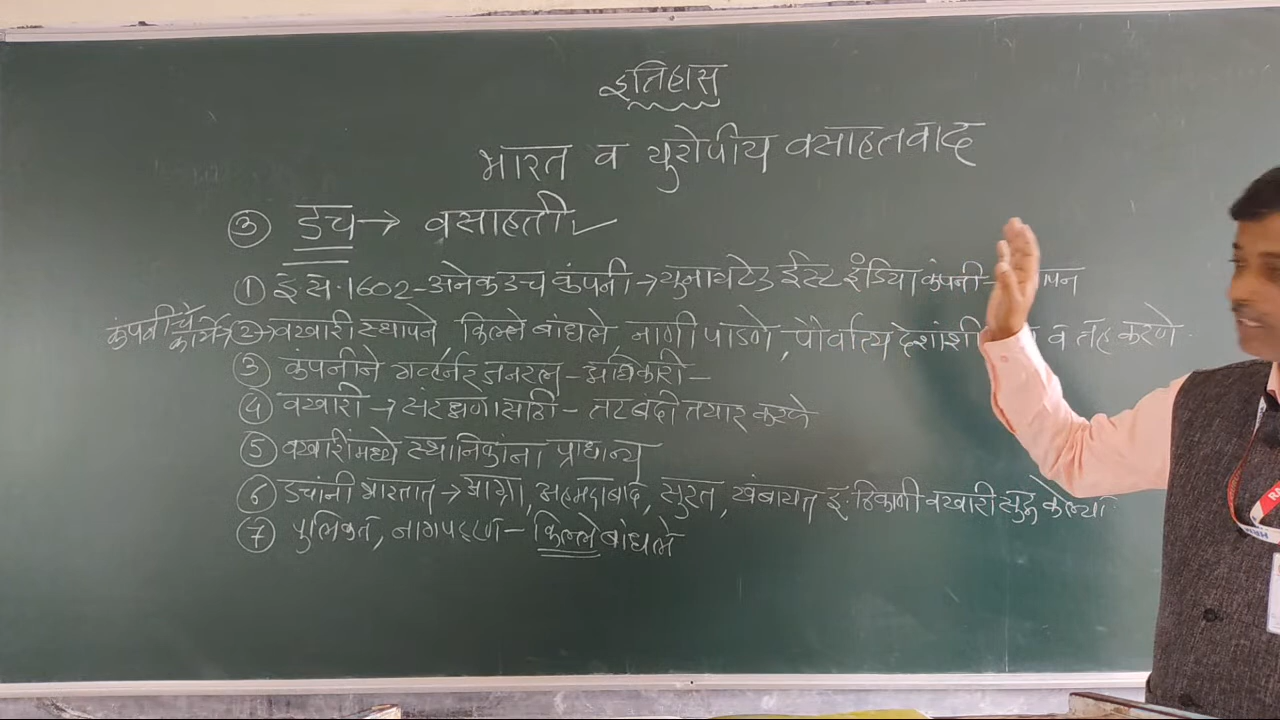 इतिहास
भारत व युरोपीय वसाहतवाद
③ डच → वसाहती ✓
① इ.स. 1602 - अनेक डच कंपनी → युनायटेड ईस्ट इंडिया कंपनी -
कंपनीचे कार्य → ② → वखारी स्थापने किल्ले बांधले, नाणी पाडणे, पौर्वात्य देशांशी व तह करणे
③ कंपनीने गव्हर्नर जनरल - अधिकारी -
④ वखारी → संरक्षणासाठी - तटबंदी तयार करणे
⑤ वखारींमध्ये स्थानिकांना प्राधान्य
⑥ डचांनी भारतात → आग्रा, अहमदाबाद, सुरत, खंबायत इ. ठिकाणी वखारी सुरु केल्या
⑦ पुलिकत, नागपट्टण - किल्ले बांधले